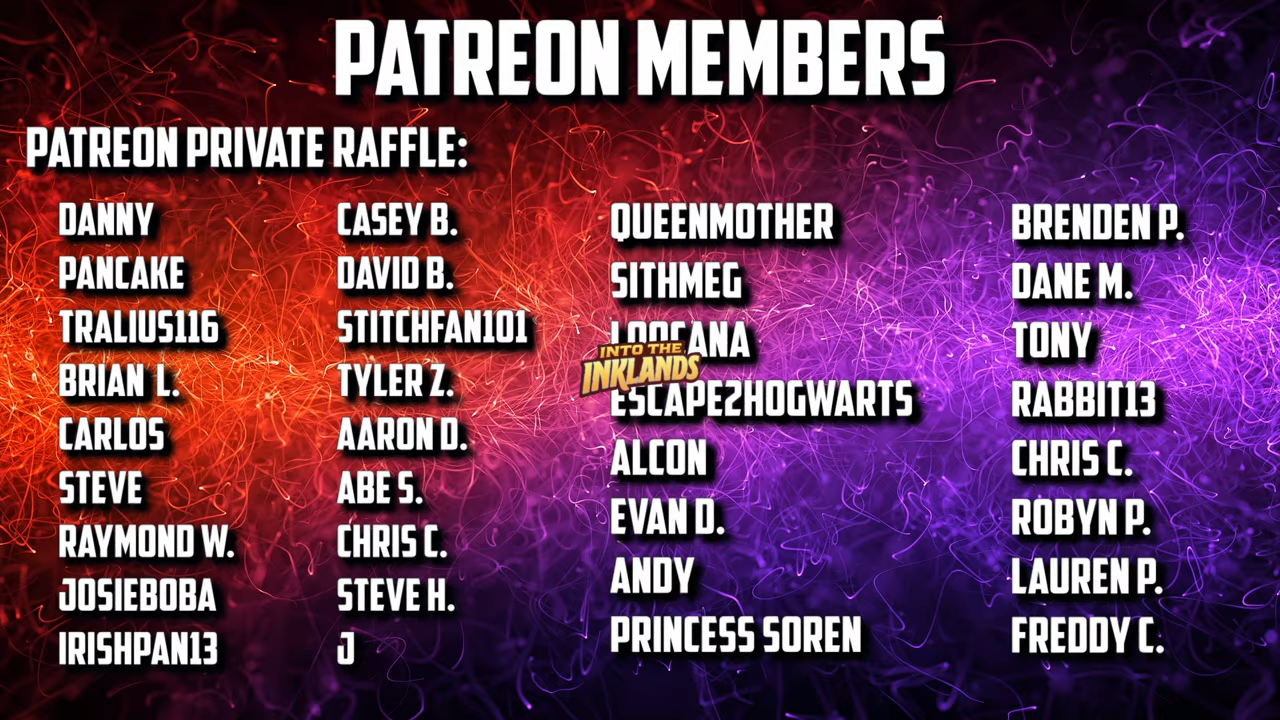 PATREON MEMBERS
PATREON PRIVATE RAFFLE:
DANNY
PANCAKE
TRALIUS116
BRIAN L.
CARLOS
STEVE
RAYMOND W.
JOSIEBOBA
IRISHPAN13
CASEY B.
DAVID B.
STITCHFAN101
TYLER Z.
AARON D.
ABE S.
CHRIS C.
STEVE H.
J
QUEENMOTHER
SITHMEG
INTO THE
INKLANDS
ESCAPE2HOGWARTS
ALCON
EVAN D.
ANDY
PRINCESS SOREN
BRENDEN P.
DANE M.
TONY
RABBIT13
CHRIS C.
ROBYN P.
LAUREN P.
FREDDY C.